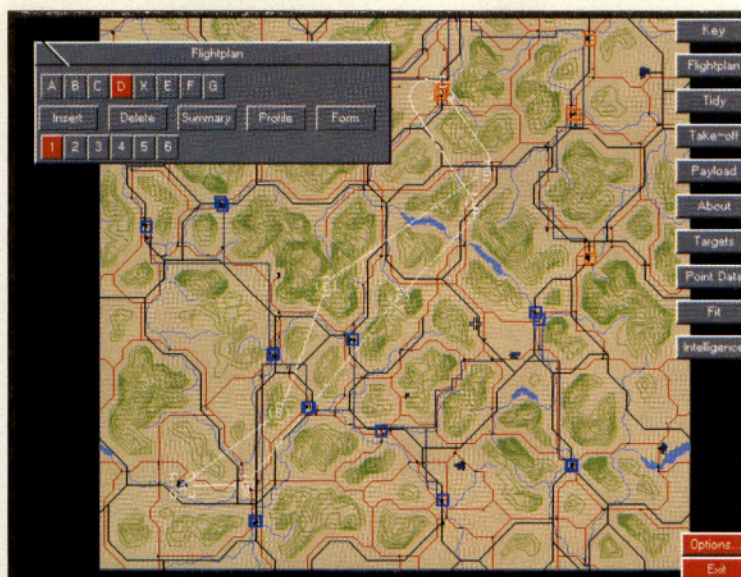 Flightplan
A B C D X E F G
Insert Delete Summary Profile Form
1 2 3 4 5 6
Key
Flightplan
Tidy
Take-off
Payload
About
Targets
Point Data
Fit
Intelligence
Options...
Exit